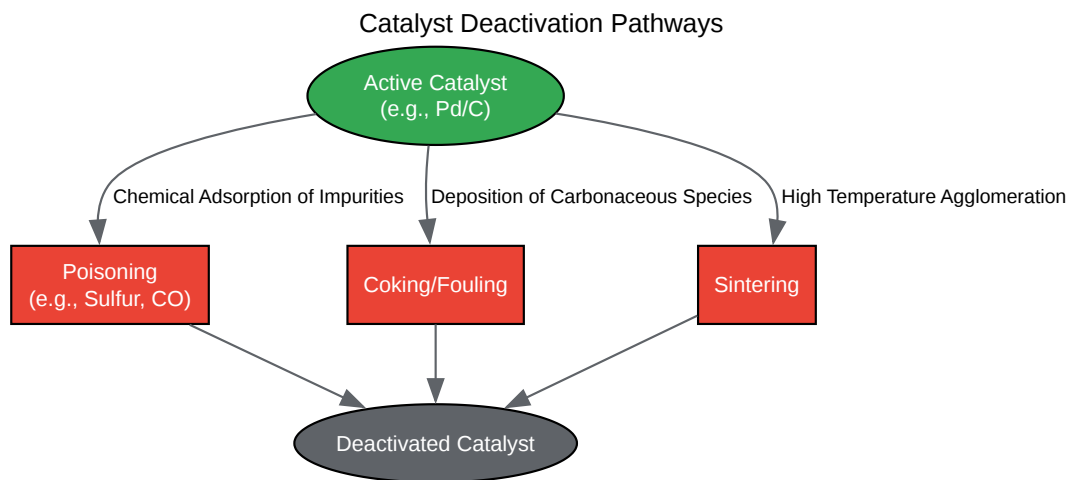 Catalyst Deactivation Pathways
Active Catalyst
(e.g., Pd/C)
Chemical Adsorption of Impurities
Deposition of Carbonaceous Species
High Temperature Agglomeration
Poisoning
(e.g., Sulfur, CO)
Coking/Fouling
Sintering
Deactivated Catalyst